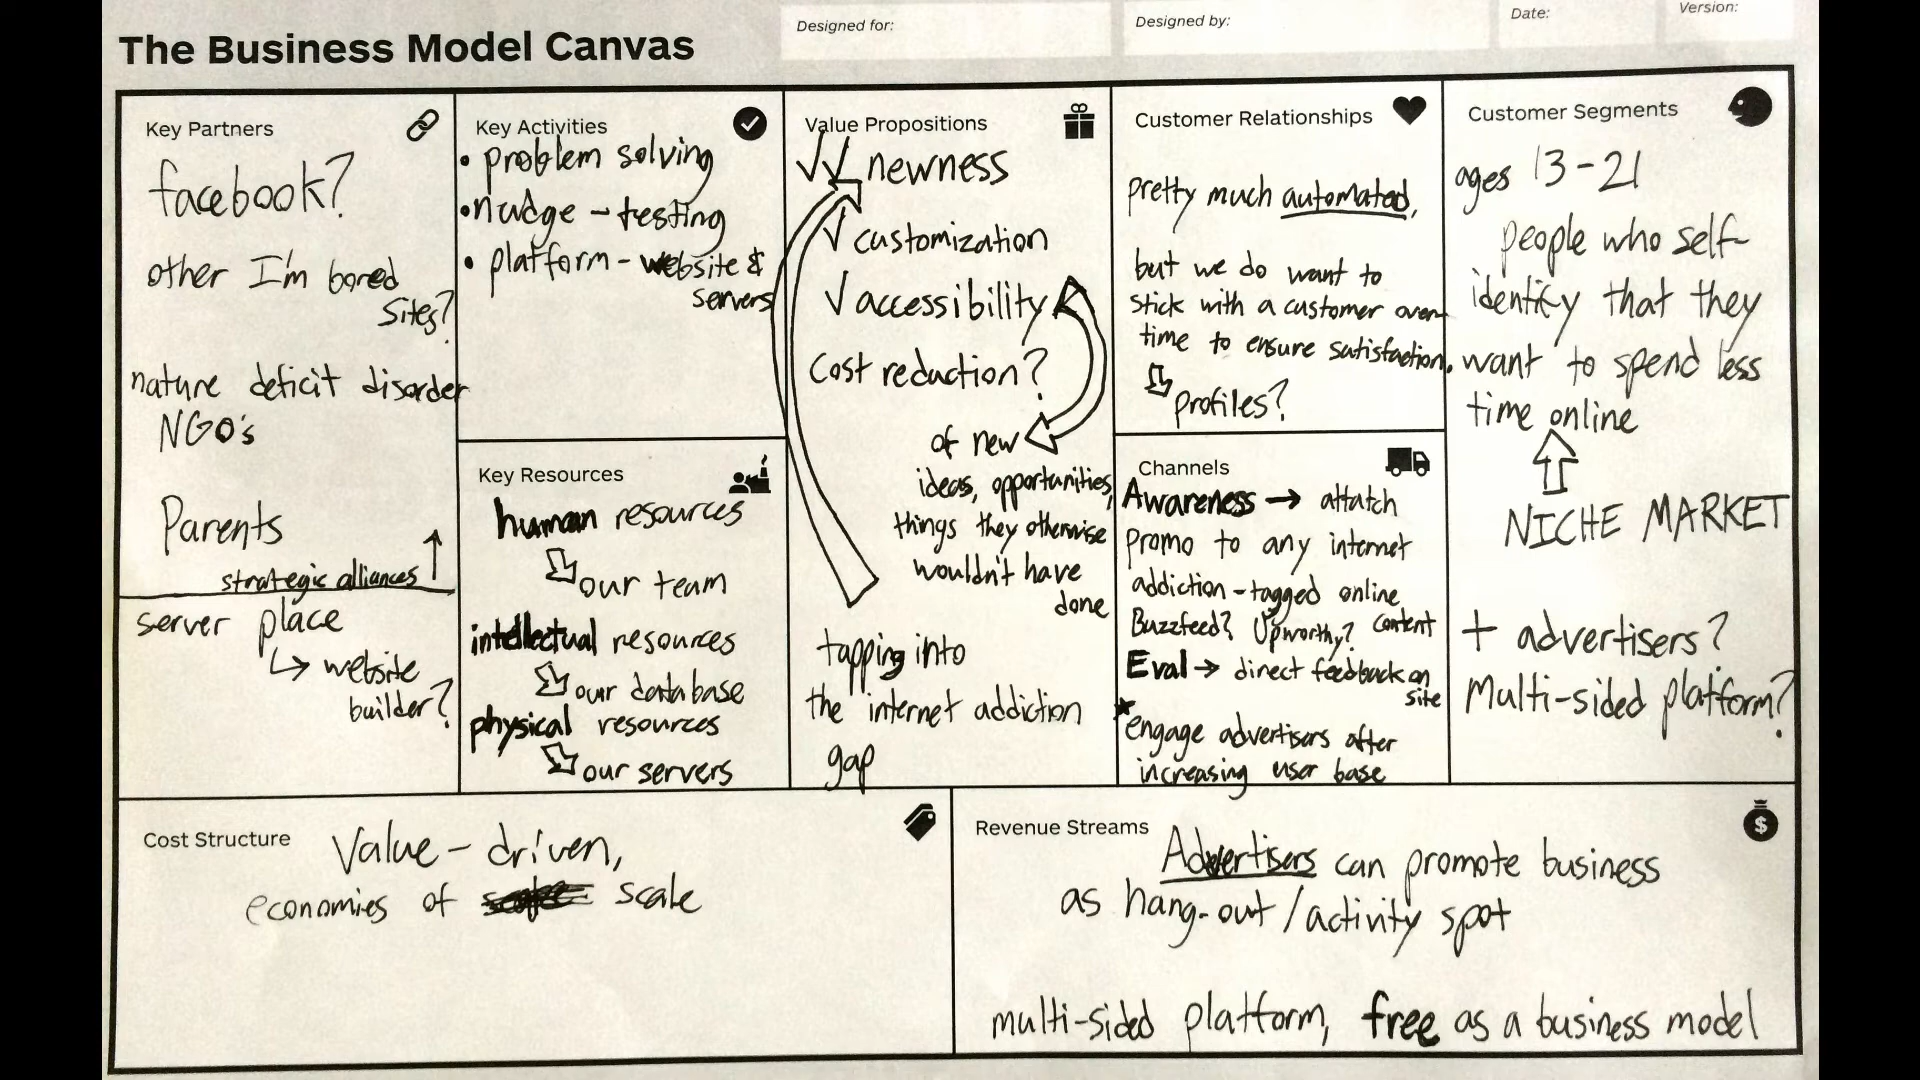 The Business Model Canvas
Designed for:
Designed by:
Date:
Version:
Key Partners
facebook?
other I'm bored
sites?
nature deficit disorder
NGO's
Parents
strategic alliances
server place
website
builder?
Key Activities
• problem solving
• nudge - testing
• platform - website &
servers
Key Resources
human resources
our team
intellectual resources
our database
physical resources
our servers
Value Propositions
√√ newness
√ customization
√ accessibility
cost reduction?
of new
ideas, opportunities,
things they otherwise
wouldn't have
done
tapping into
the internet addiction
gap
Customer Relationships
pretty much automated,
but we do want to
stick with a customer over
time to ensure satisfaction.
profiles?
Channels
Awareness → attatch
promo to any internet
addiction - tagged online
Buzzfeed? Upworthy? content
Eval → direct feedback on
site
* engage advertisers after
increasing user base
Customer Segments
ages 13-21
people who self-
identify that they
want to spend less
time online
NICHE MARKET
+ advertisers?
Multi-sided platform?
Cost Structure
Value - driven,
economies of scale
Revenue Streams
Advertisers can promote business
as hang-out / activity spot
multi-sided platform, free as a business model